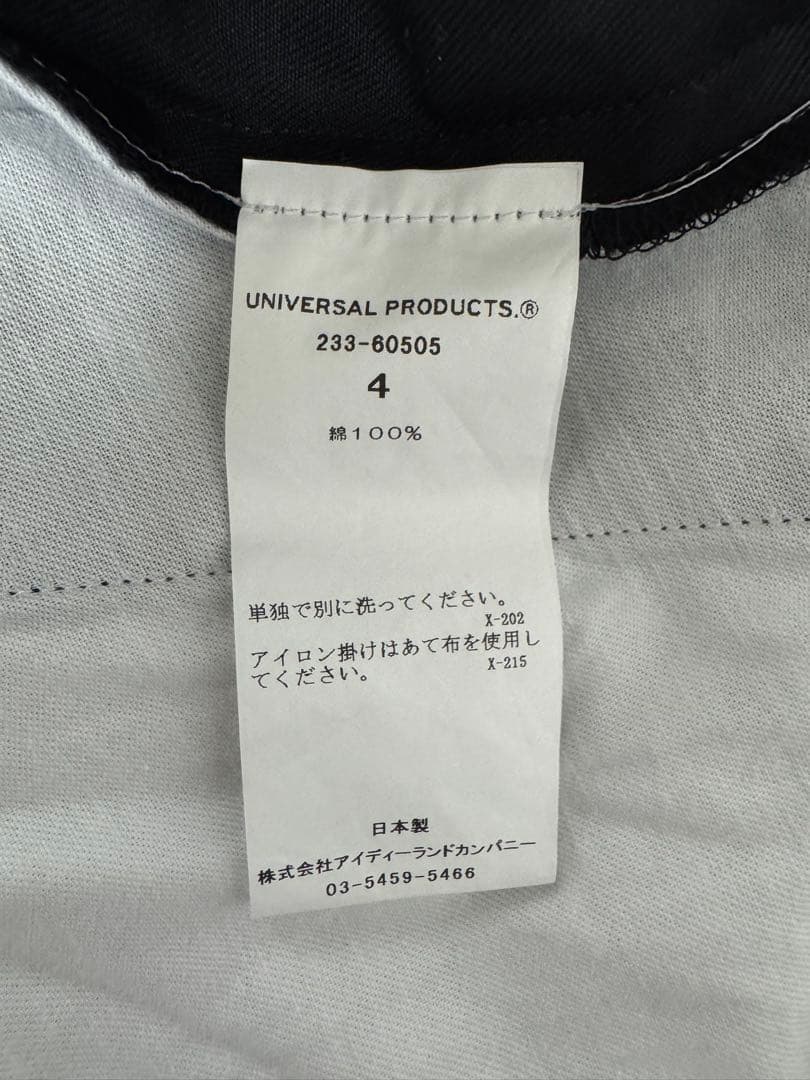 UNIVERSAL PRODUCTS.®
233-60505
4
綿100%
単独で別に洗ってください。
X-202
アイロン掛けはあて布を使用し
てください。
X-215
日本製
株式会社アイディーランドカンパニー
03-5459-5466